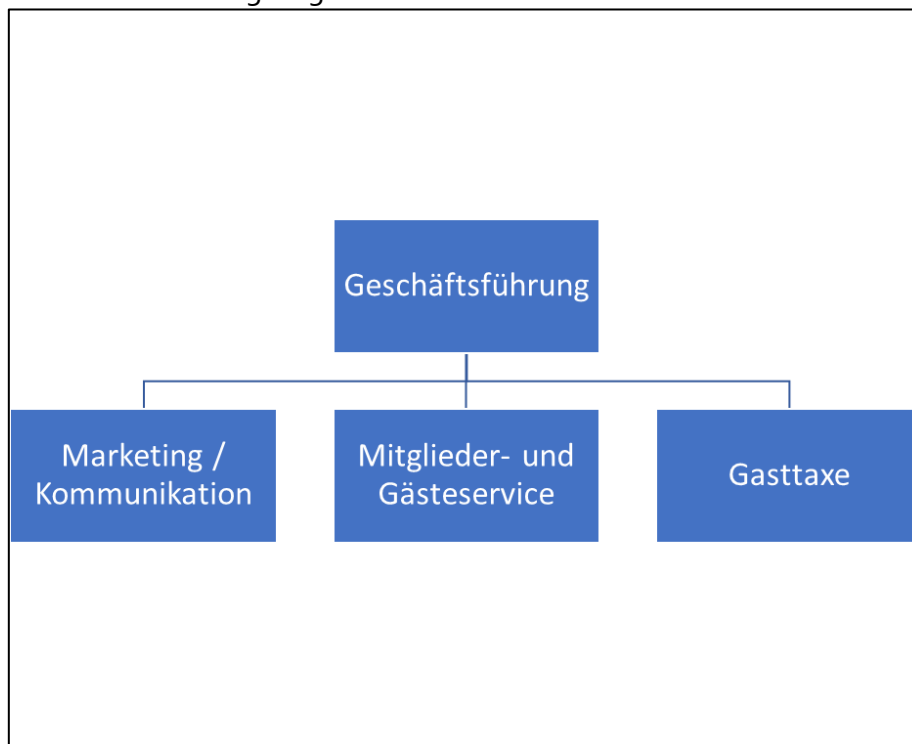 Geschäftsführung
Marketing /
Kommunikation
Mitglieder- und
Gästeservice
Gasttaxe